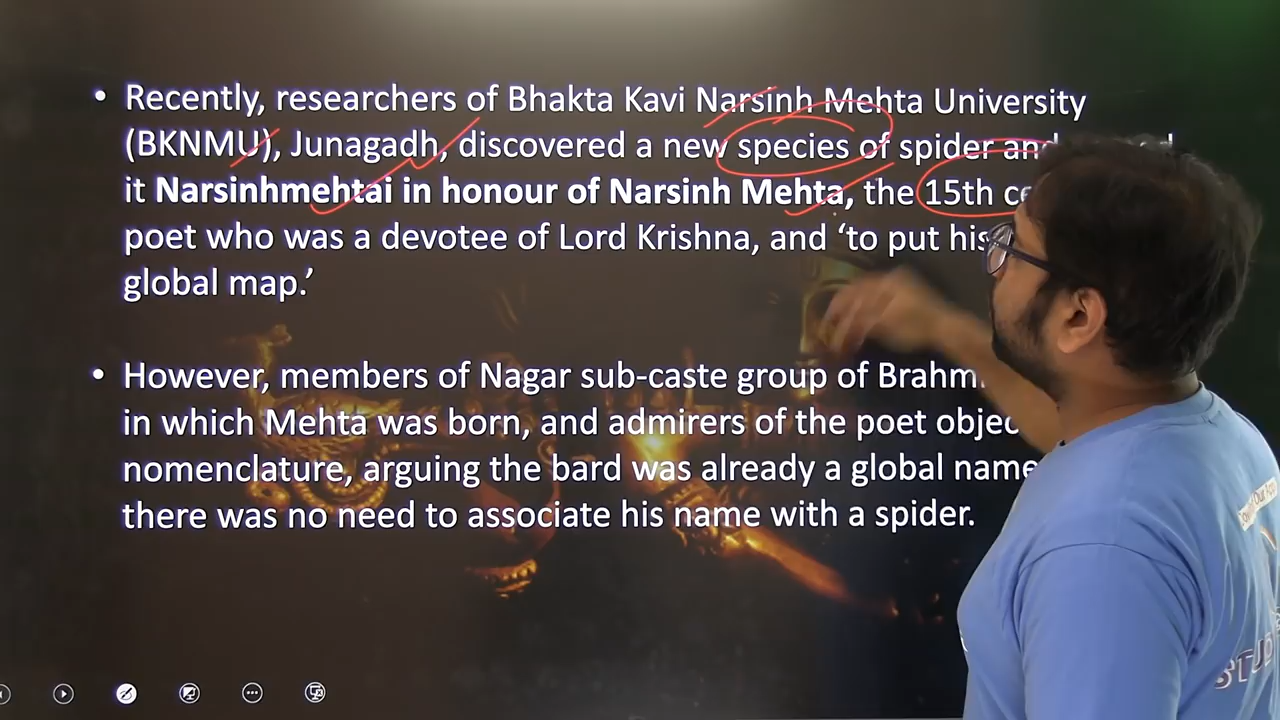 • Recently, researchers of Bhakta Kavi Narsinh Mehta University
(BKNMU), Junagadh, discovered a new species of spider and
it Narsinhmehtai in honour of Narsinh Mehta, the 15th
poet who was a devotee of Lord Krishna, and ‘to put his
global map.’
• However, members of Nagar sub-caste group of
in which Mehta was born, and admirers of the poet
nomenclature, arguing the bard was already a global name
there was no need to associate his name with a spider.